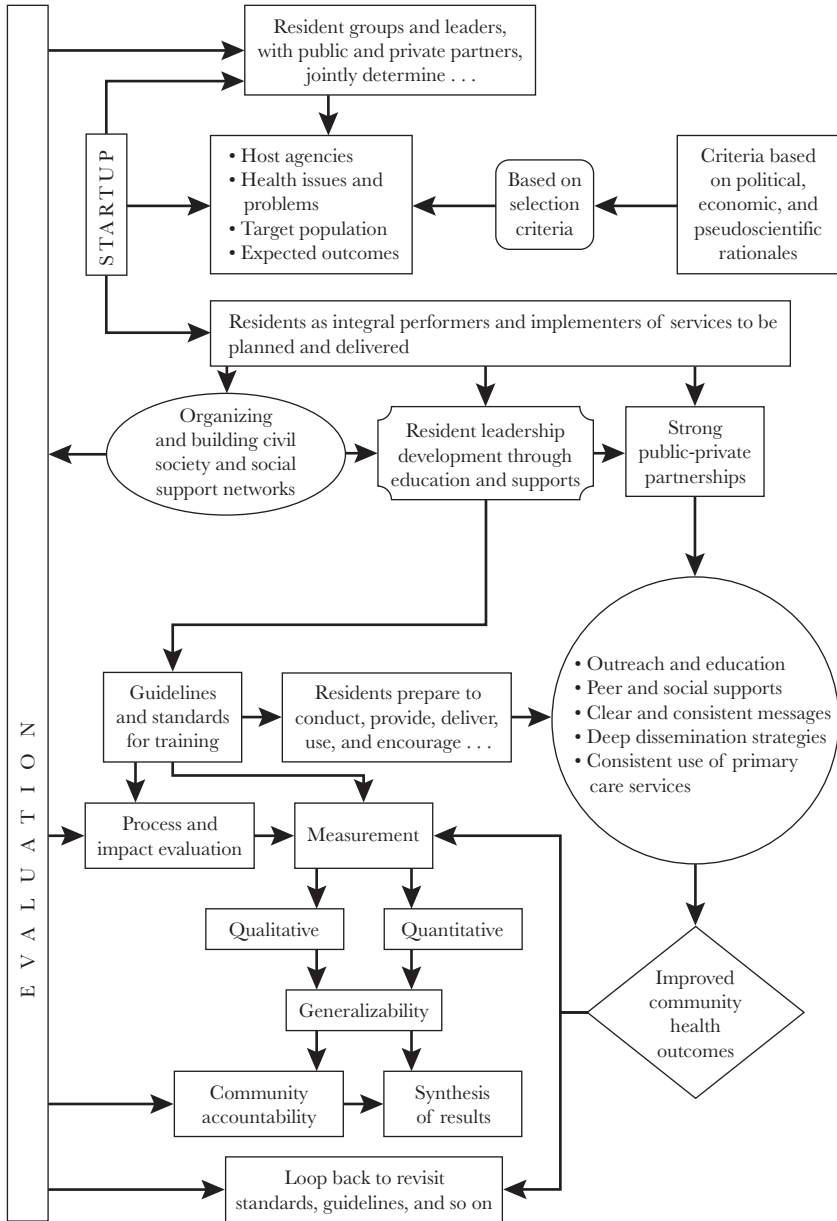 Resident groups and leaders,
with public and private partners,
jointly determine . . .
STARTUP
• Host agencies
• Health issues and
problems
• Target population
• Expected outcomes
Based on
selection
criteria
Criteria based
on political,
economic, and
pseudoscientific
rationales
Residents as integral performers and implementers of services to be
planned and delivered
Organizing
and building civil
society and social
support networks
Resident leadership
development through
education and supports
Strong
public-private
partnerships
EVALUATION
Guidelines
and standards
for training
Residents prepare to
conduct, provide, deliver,
use, and encourage . . .
• Outreach and education
• Peer and social supports
• Clear and consistent messages
• Deep dissemination strategies
• Consistent use of primary
care services
Process and
impact evaluation
Measurement
Qualitative
Quantitative
Generalizability
Improved
community
health
outcomes
Community
accountability
Synthesis
of results
Loop back to revisit
standards, guidelines, and so on